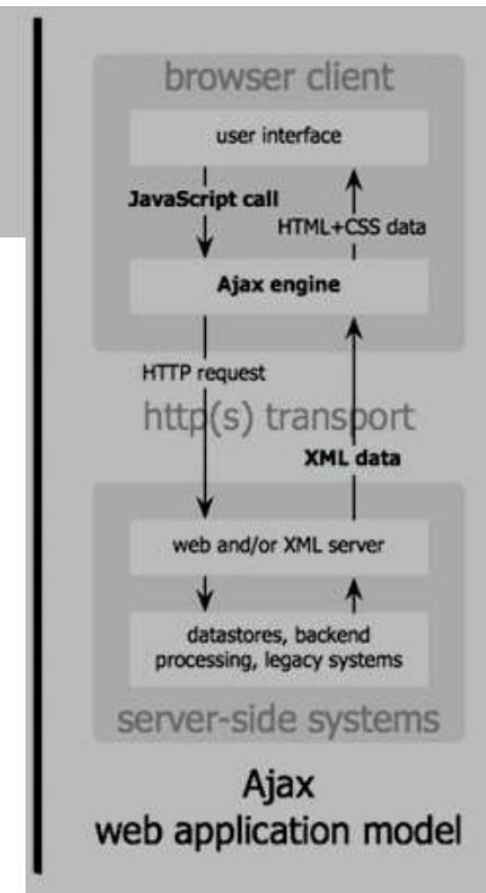 browser client
user interface
JavaScript call
HTML+CSS data
Ajax engine
HTTP request
http(s) transport
XML data
web and/or XML server
datastores, backend
processing, legacy systems
server-side systems
Ajax
web application model